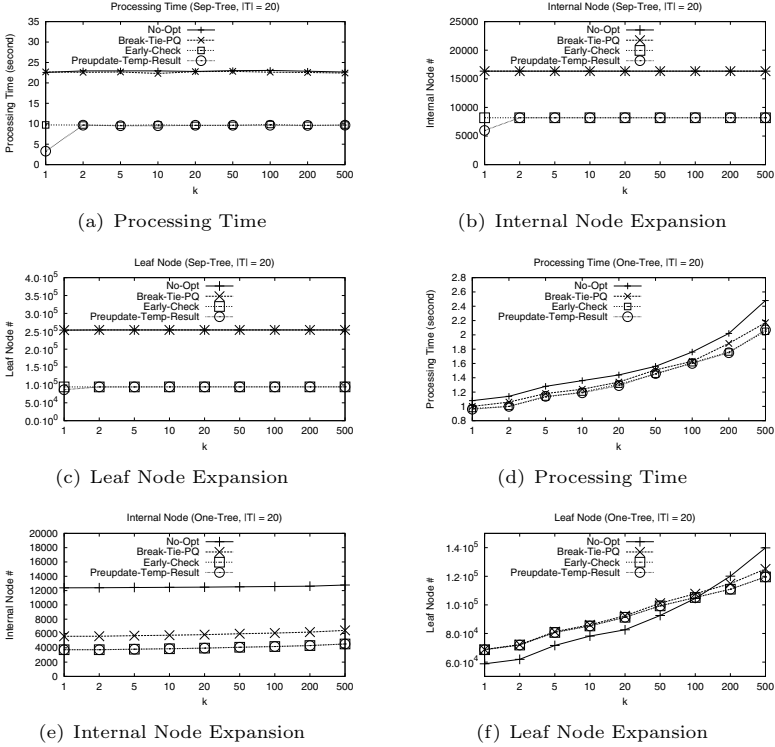 Processing Time (Sep-Tree, |T| = 20)
Processing Time (second)
35
30
25
20
15
10
5
0
No-Opt
Break-Tie-PQ
Early-Check
Preupdate-Temp-Result
1 2 5 10 20 50 100 200 500
k
(a) Processing Time
Internal Node (Sep-Tree, |T| = 20)
Internal Node #
25000
20000
15000
10000
5000
0
No-Opt
Break-Tie-PQ
Early-Check
Preupdate-Temp-Result
1 2 5 10 20 50 100 200 500
k
(b) Internal Node Expansion
Leaf Node (Sep-Tree, |T| = 20)
Leaf Node #
4.0·10^5
3.5·10^5
3.0·10^5
2.5·10^5
2.0·10^5
1.5·10^5
1.0·10^5
5.0·10^4
0.0·10^0
No-Opt
Break-Tie-PQ
Early-Check
Preupdate-Temp-Result
1 2 5 10 20 50 100 200 500
k
(c) Leaf Node Expansion
Processing Time (One-Tree, |T| = 20)
Processing Time (second)
2.8
2.6
2.4
2.2
2
1.8
1.6
1.4
1.2
1
0.8
No-Opt
Break-Tie-PQ
Early-Check
Preupdate-Temp-Result
1 2 5 10 20 50 100 200 500
k
(d) Processing Time
Internal Node (One-Tree, |T| = 20)
Internal Node #
20000
18000
16000
14000
12000
10000
8000
6000
4000
2000
0
No-Opt
Break-Tie-PQ
Early-Check
Preupdate-Temp-Result
1 2 5 10 20 50 100 200 500
k
(e) Internal Node Expansion
Leaf Node (One-Tree, |T| = 20)
Leaf Node #
1.4·10^5
1.2·10^5
1.0·10^5
8.0·10^4
6.0·10^4
No-Opt
Break-Tie-PQ
Early-Check
Preupdate-Temp-Result
1 2 5 10 20 50 100 200 500
k
(f) Leaf Node Expansion